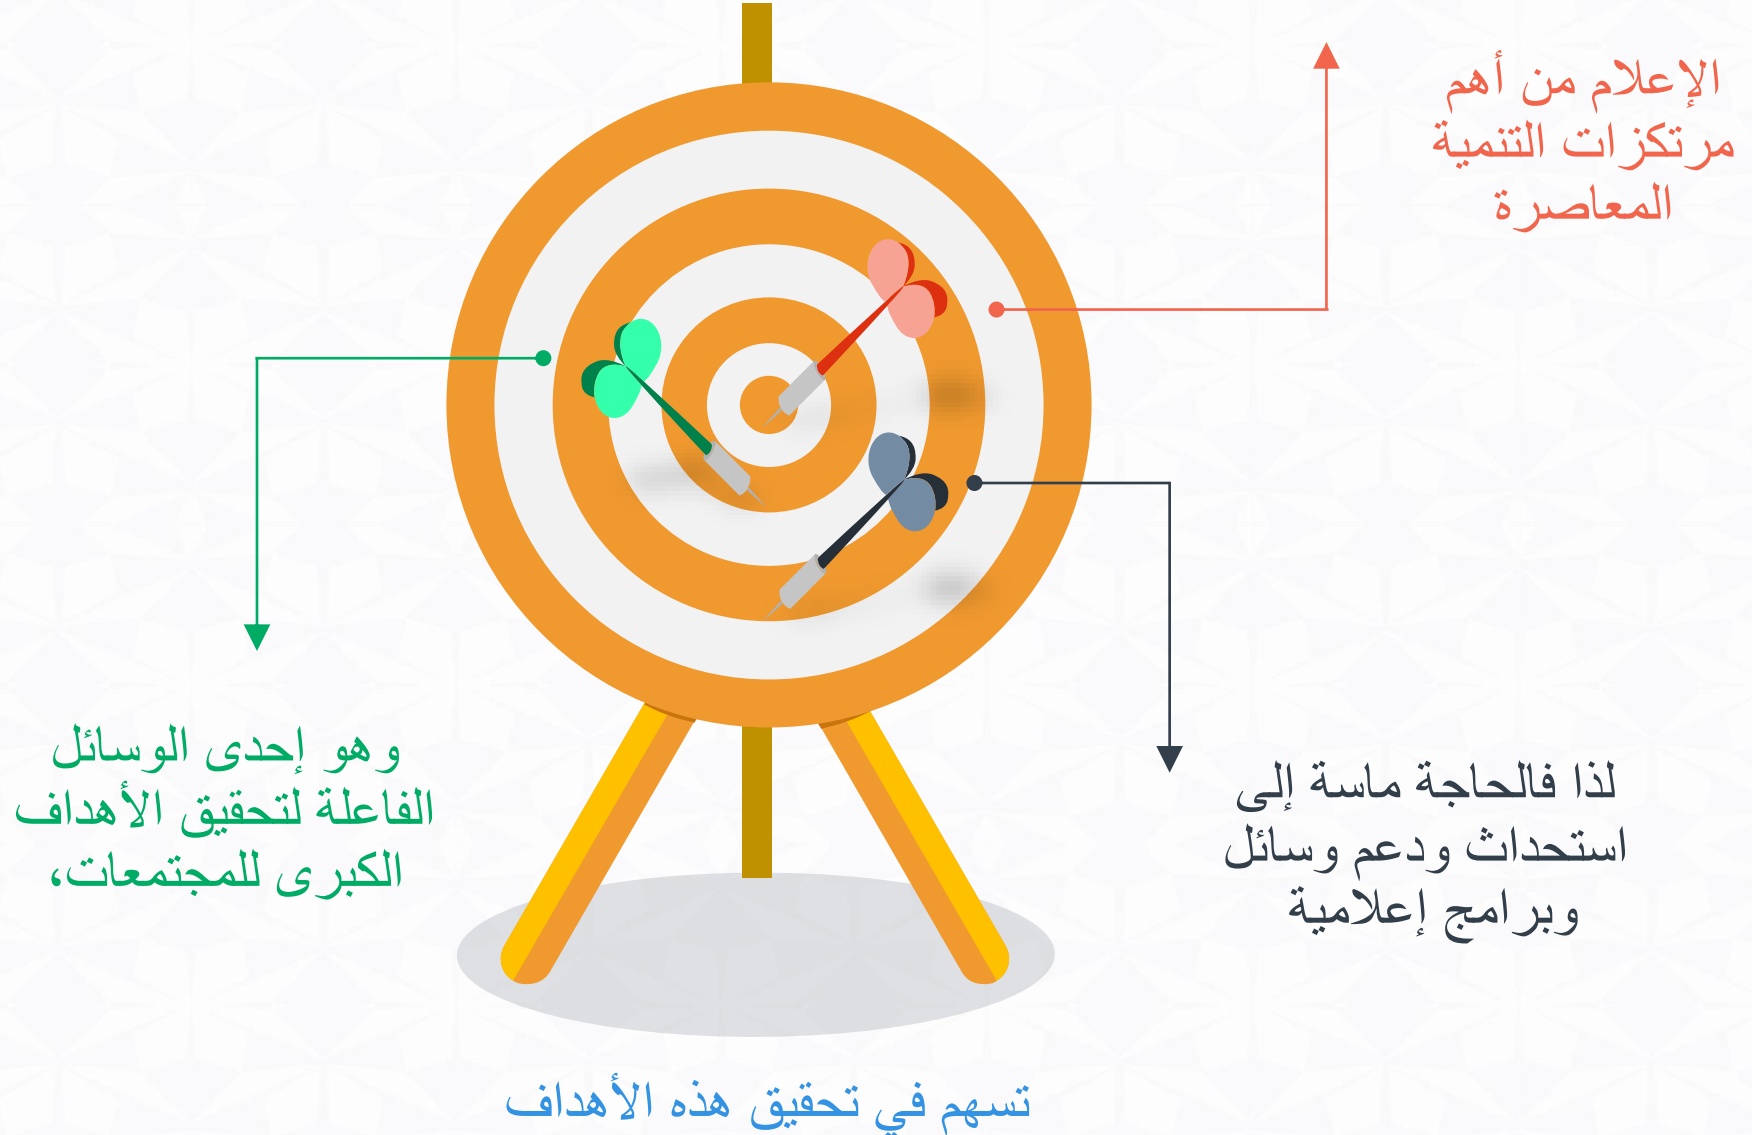 الإعلام من أهم
مرتكزات التنمية
المعاصرة
وهو إحدى الوسائل
الفاعلة لتحقيق الأهداف
الكبرى للمجتمعات،
لذا فالحاجة ماسة إلى
استحداث ودعم وسائل
وبرامج إعلامية
تسهم في تحقيق هذه الأهداف